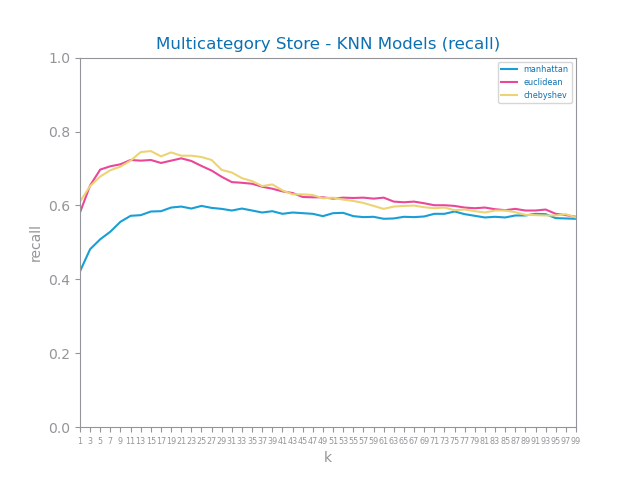 Multicategory Store - KNN Models (recall)
manhattan
euclidean
chebyshev
1.0
0.8
0.6
0.4
0.2
0.0
recall
1 3 5 7 9 11 13 15 17 19 21 23 25 27 29 31 33 35 37 39 41 43 45 47 49 51 53 55 57 59 61 63 65 67 69 71 73 75 77 79 81 83 85 87 89 91 93 95 97 99
k